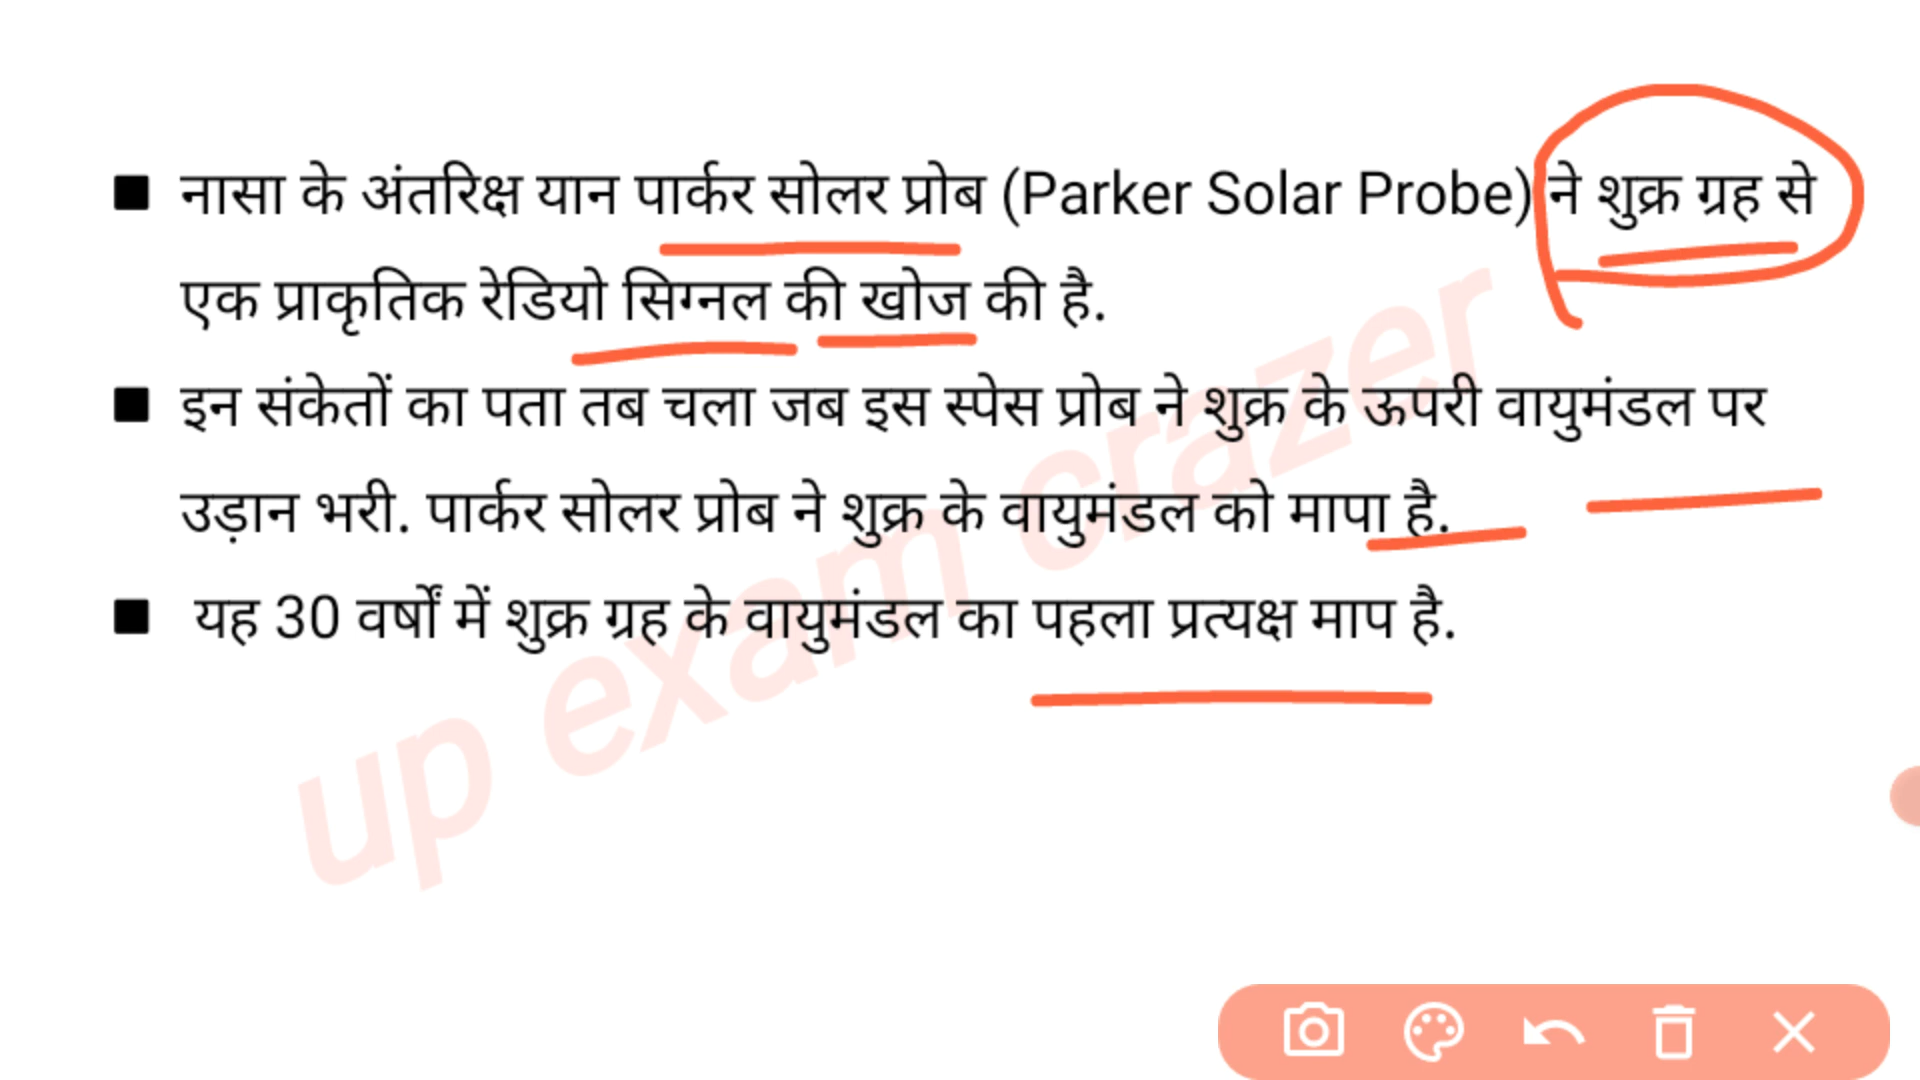 ■ नासा के अंतरिक्ष यान पार्कर सोलर प्रोब (Parker Solar Probe) ने शुक्र ग्रह से
एक प्राकृतिक रेडियो सिग्नल की खोज की है.
■ इन संकेतों का पता तब चला जब इस स्पेस प्रोब ने शुक्र के ऊपरी वायुमंडल पर
उड़ान भरी. पार्कर सोलर प्रोब ने शुक्र के वायुमंडल को मापा है.
■ यह 30 वर्षों में शुक्र ग्रह के वायुमंडल का पहला प्रत्यक्ष माप है.
up exam crazer